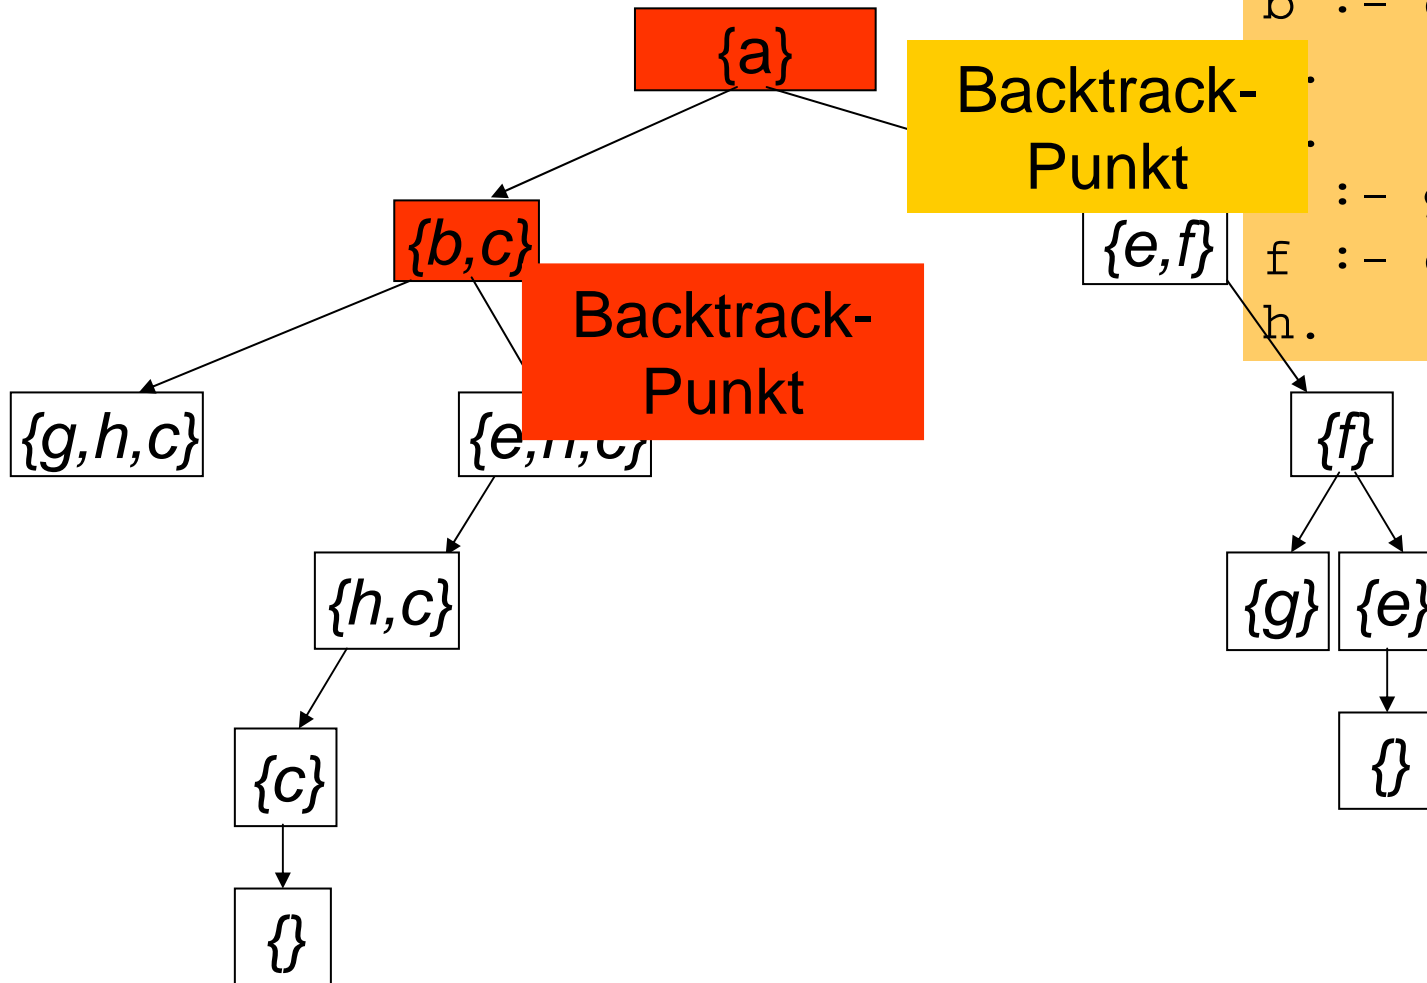 {a}
b :-
Backtrack-
Punkt
.
.
:-
{b,c}
{e,f}
f :-
h.
Backtrack-
Punkt
{g,h,c}
{e,h,c}
{f}
{h,c}
{g}
{e}
{c}
{}
{}